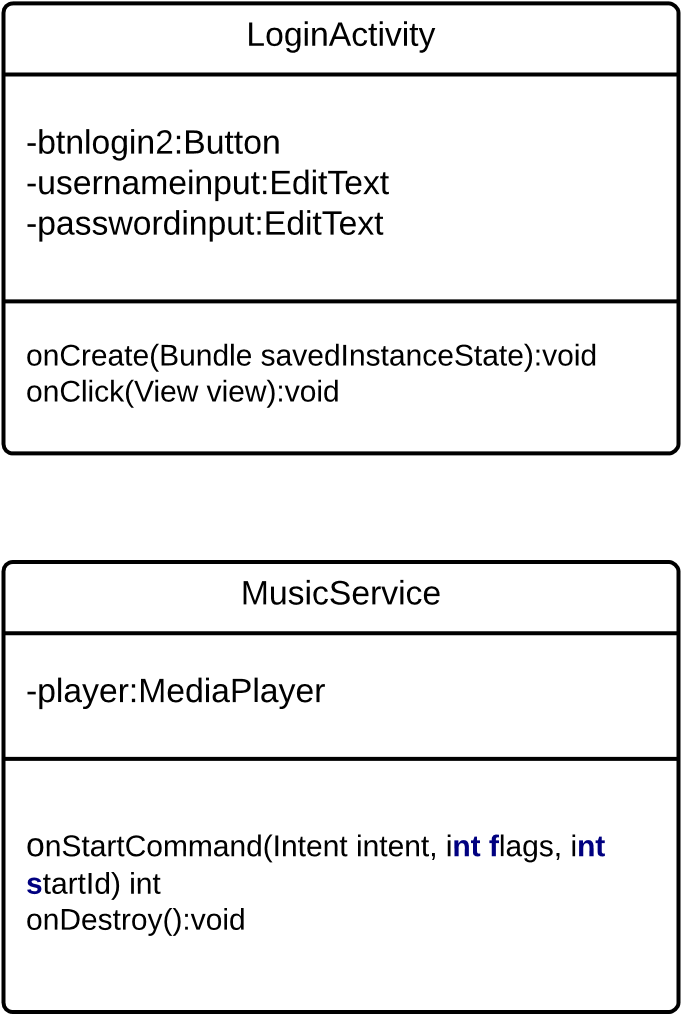 LoginActivity
-btnlogin2:Button
-usernameinput:EditText
-passwordinput:EditText
onCreate(Bundle savedInstanceState):void
onClick(View view):void
MusicService
-player:MediaPlayer
onStartCommand(Intent intent, int flags, int
startId) int
onDestroy():void